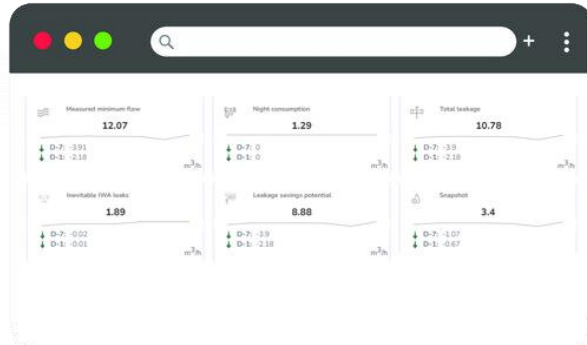 Measured minimum flow
12.07
D-7: -3.91
D-1: -2.18
m³/h
Night consumption
1.29
D-7: 0
D-1: 0
m³/h
Total leakage
10.78
D-7: -3.9
D-1: -2.18
m³/h
Inevitable IWA leaks
1.89
D-7: -0.02
D-1: -0.01
m³/h
Leakage savings potential
8.88
D-7: -3.9
D-1: -2.18
m³/h
Snapshot
3.4
D-7: -1.07
D-1: -0.67